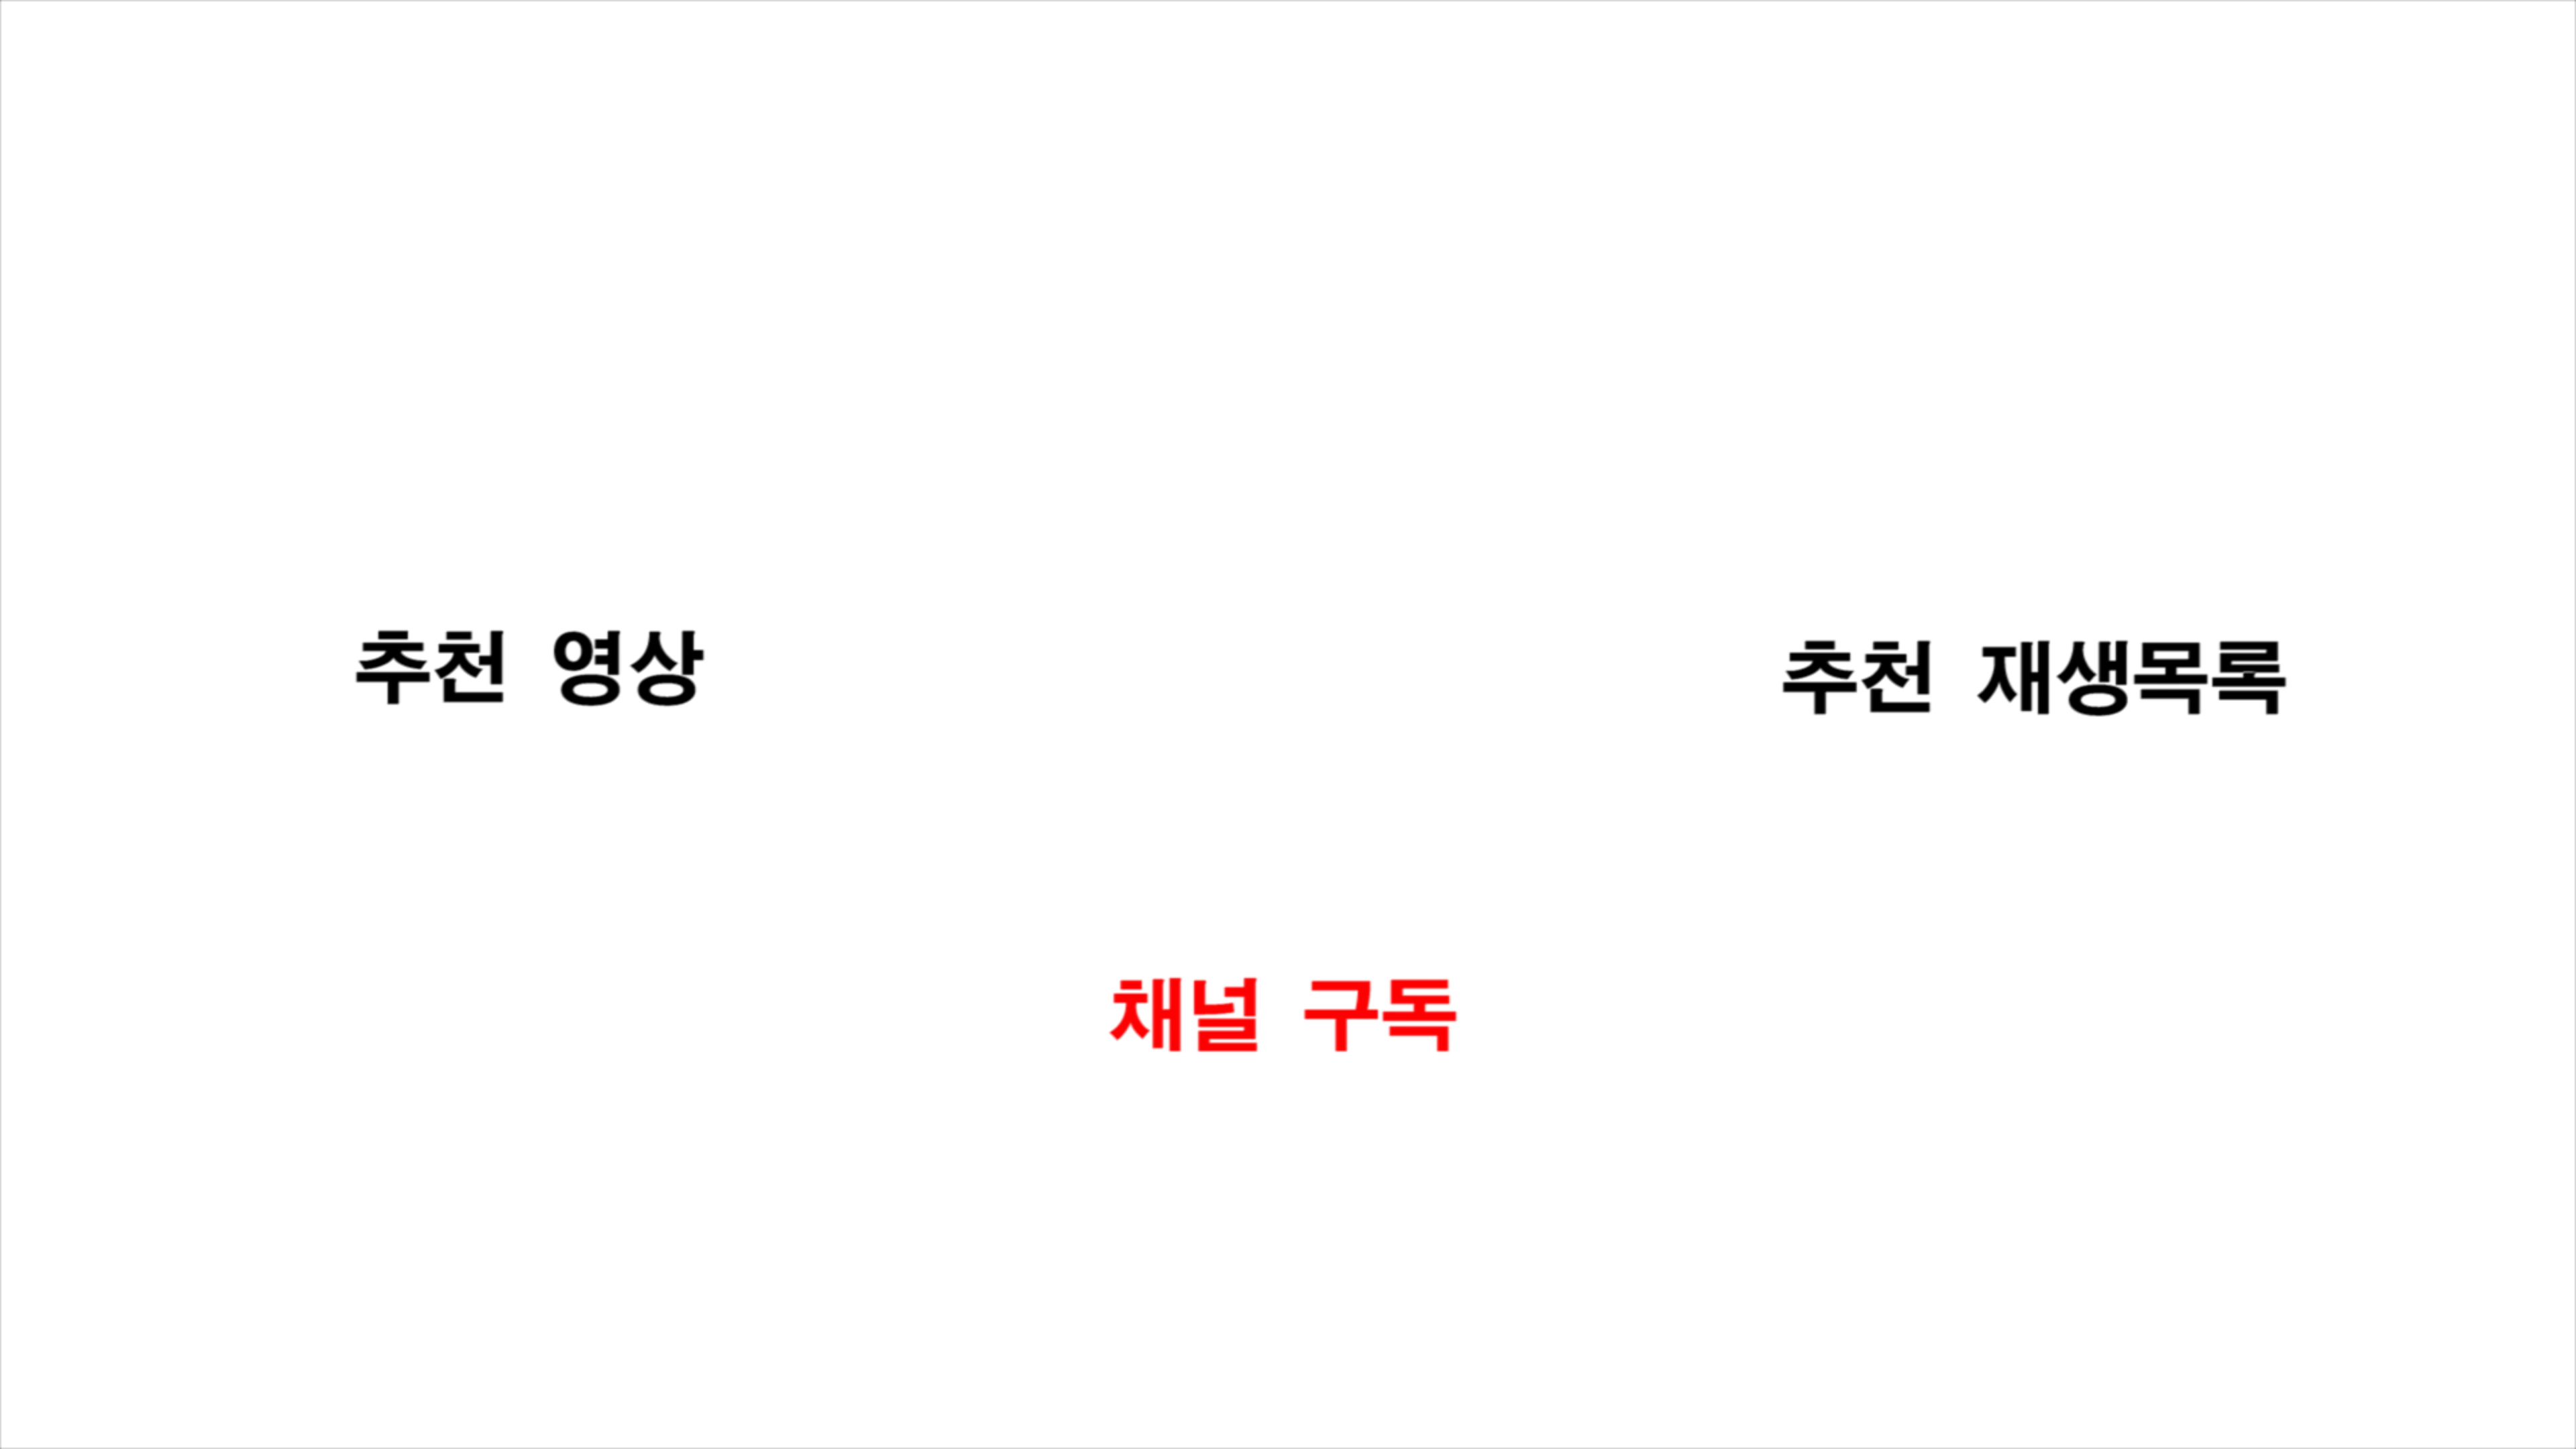 추천 영상
추천 재생목록
채널 구독